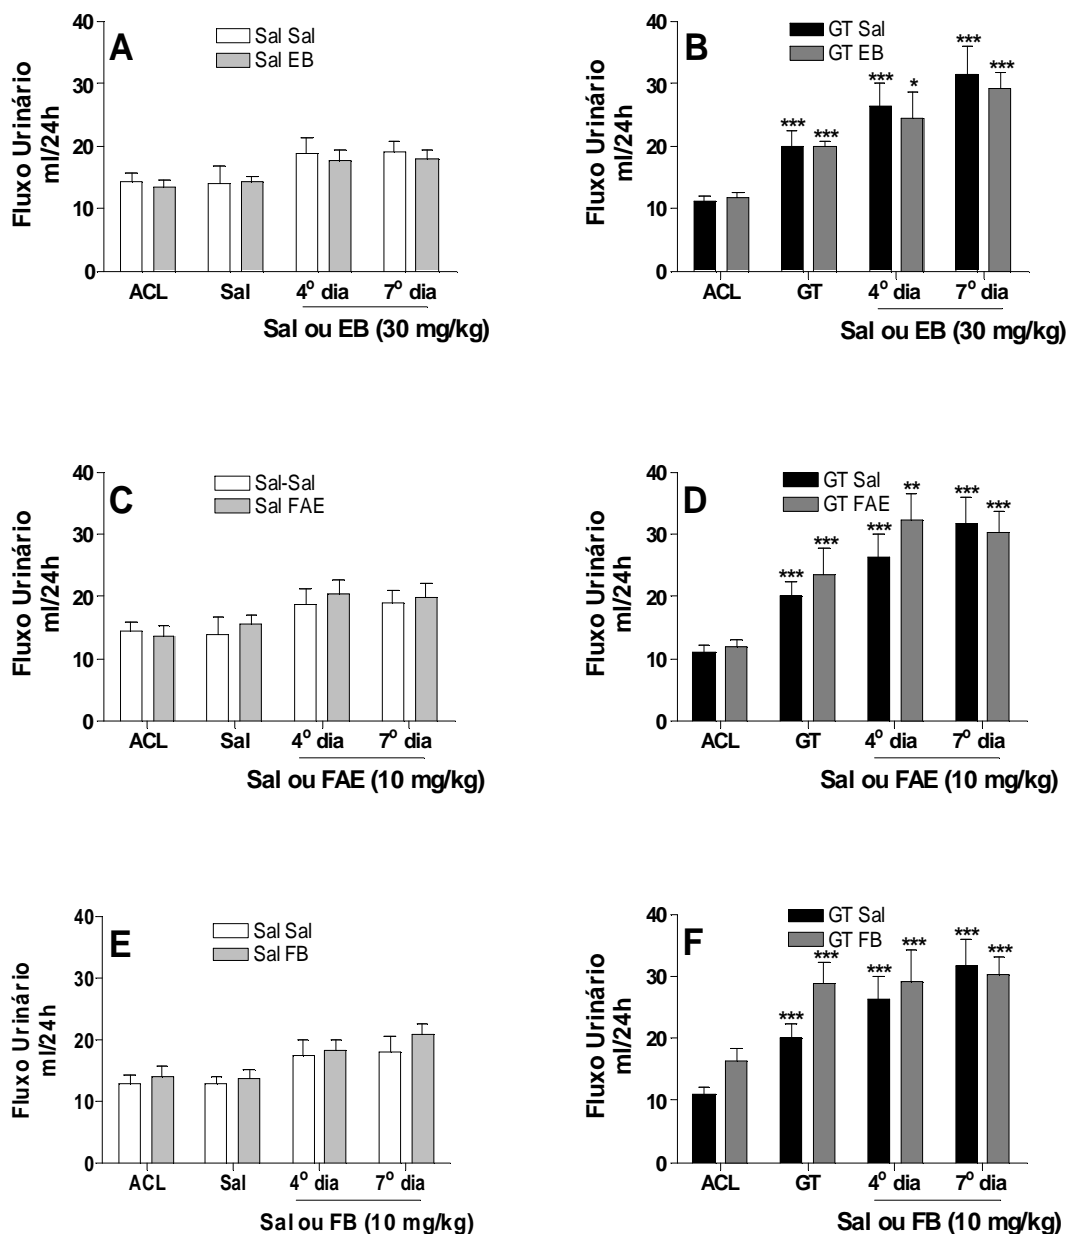 A
Sal Sal
Sal EB
Fluxo Urinário
ml/24h
40
30
20
10
0
ACL Sal 4º dia 7º dia
Sal ou EB (30 mg/kg)
B
GT Sal
GT EB
Fluxo Urinário
ml/24h
40
30
20
10
0
*** *** *** * *** ***
ACL GT 4º dia 7º dia
Sal ou EB (30 mg/kg)
C
Sal-Sal
Sal FAE
Fluxo Urinário
ml/24h
40
30
20
10
0
ACL Sal 4º dia 7º dia
Sal ou FAE (10 mg/kg)
D
GT Sal
GT FAE
Fluxo Urinário
ml/24h
40
30
20
10
0
*** *** *** ** *** ***
ACL GT 4º dia 7º dia
Sal ou FAE (10 mg/kg)
E
Sal Sal
Sal FB
Fluxo Urinário
ml/24h
40
30
20
10
0
ACL Sal 4º dia 7º dia
Sal ou FB (10 mg/kg)
F
GT Sal
GT FB
Fluxo Urinário
ml/24h
40
30
20
10
0
*** *** *** *** *** ***
ACL GT 4º dia 7º dia
Sal ou FB (10 mg/kg)